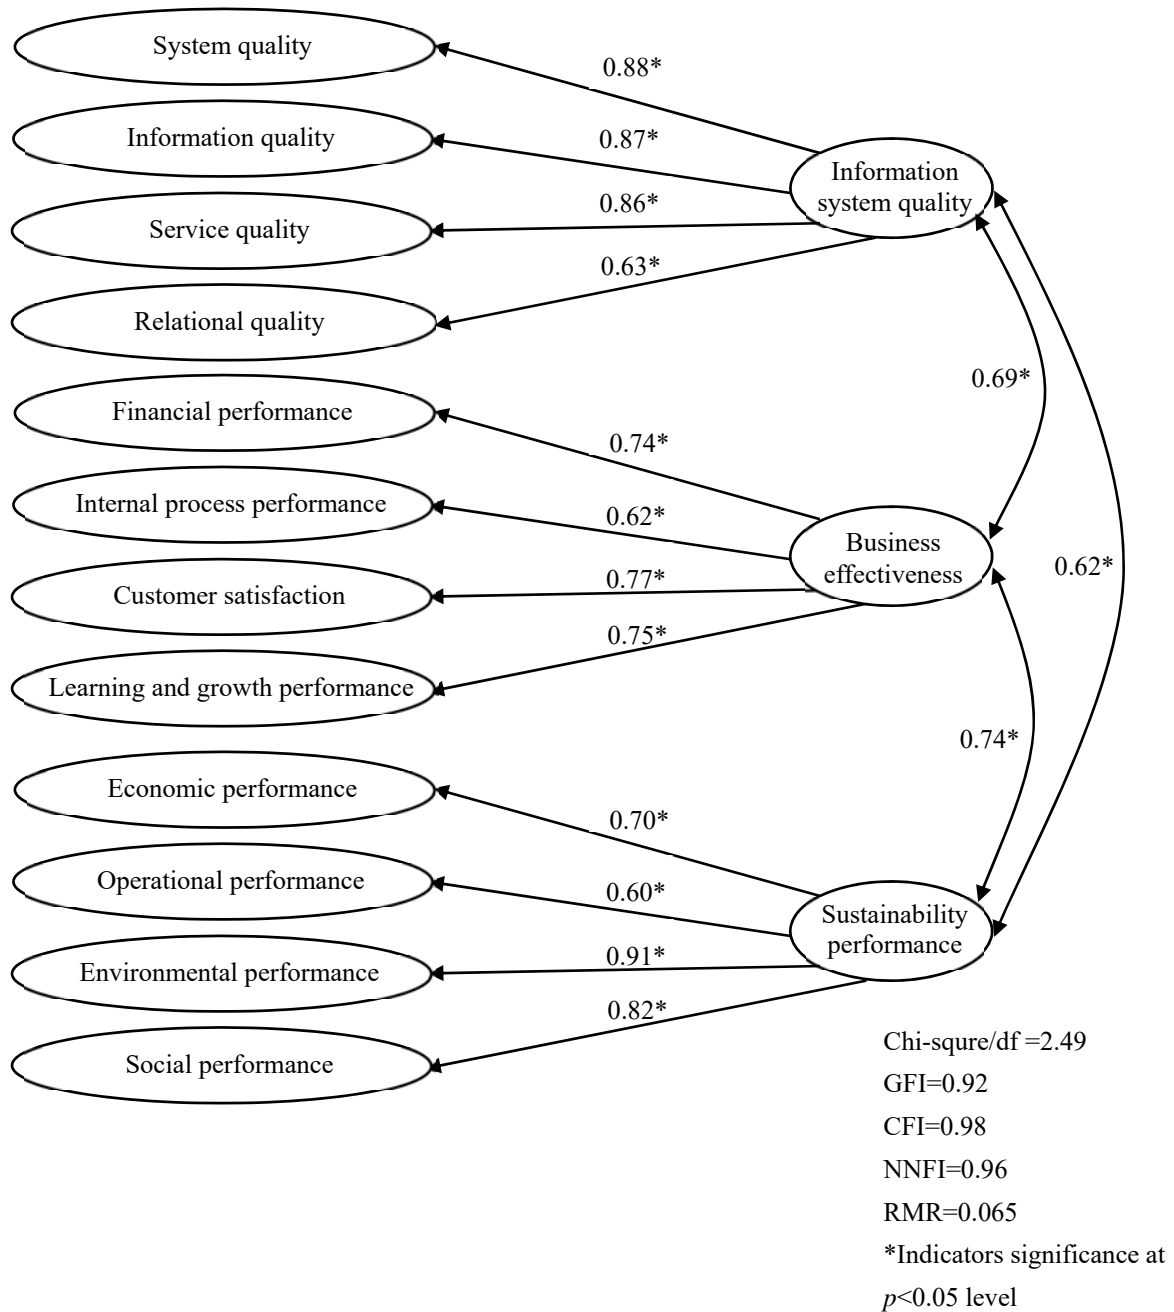 System quality
0.88*
Information quality
0.87*
Information
system quality
Service quality
0.86*
0.63*
Relational quality
0.69*
Financial performance
0.74*
Internal process performance
0.62*
Business
effectiveness
0.62*
Customer satisfaction
0.77*
0.75*
Learning and growth performance
0.74*
Economic performance
0.70*
Operational performance
0.60*
Sustainability
performance
Environmental performance
0.91*
0.82*
Social performance
Chi-squre/df =2.49
GFI=0.92
CFI=0.98
NNFI=0.96
RMR=0.065
*Indicators significance at
p<0.05 level